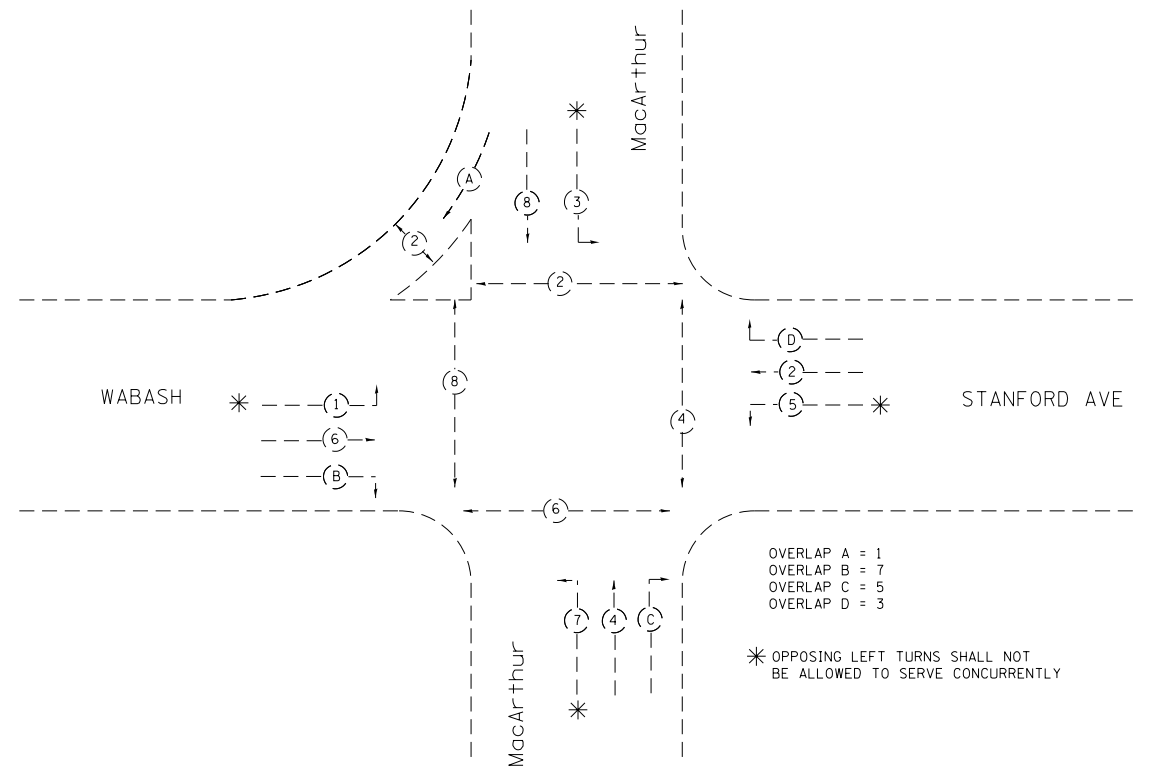 MacArthur
A
8
3
2
2
WABASH
8
1
6
B
4
D
2
5
STANFORD AVE
6
OVERLAP A = 1
OVERLAP B = 7
OVERLAP C = 5
OVERLAP D = 3
7
4
C
MacArthur
OPPOSING LEFT TURNS SHALL NOT
BE ALLOWED TO SERVE CONCURRENTLY